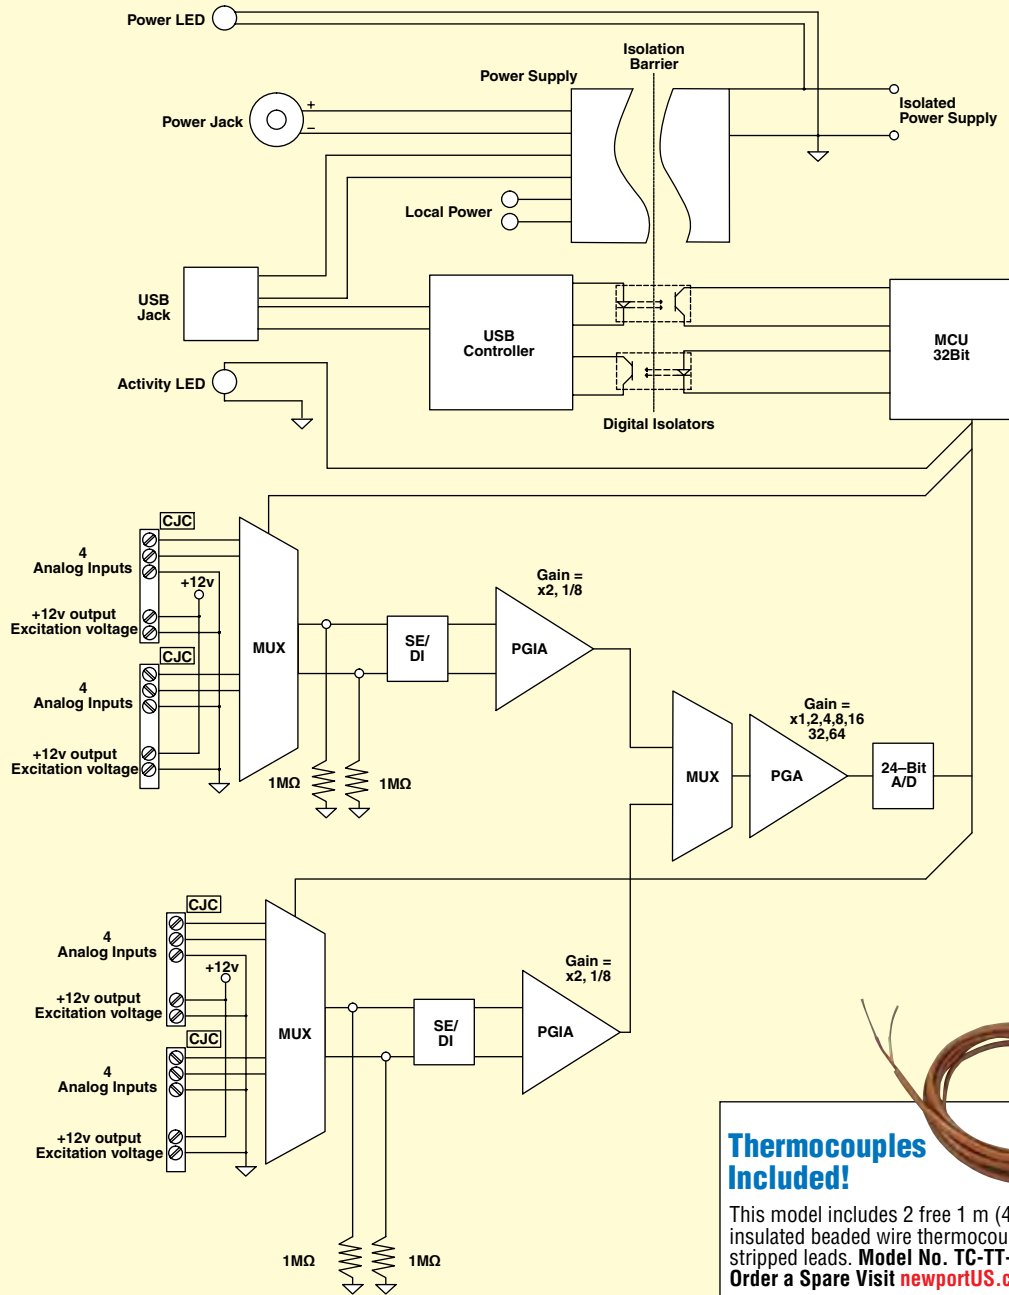 Power LED
Isolation
Barrier
Power Supply
Power Jack
+
–
Isolated
Power Supply
Local Power
USB
Jack
USB
Controller
MCU
32Bit
Activity LED
Digital Isolators
CJC
4
Analog Inputs
+12v
+12v output
Excitation voltage
CJC
4
Analog Inputs
+12v output
Excitation voltage
MUX
1MΩ
1MΩ
SE/
DI
Gain =
x2, 1/8
PGIA
MUX
Gain =
x1,2,4,8,16
32,64
PGA
24–Bit
A/D
CJC
4
Analog Inputs
+12v
+12v output
Excitation voltage
CJC
4
Analog Inputs
+12v output
Excitation voltage
MUX
SE/
DI
Gain =
x2, 1/8
PGIA
1MΩ
1MΩ
Thermocouples
Included!
This model includes 2 free 1 m (4
insulated beaded wire thermocou
stripped leads. Model No. TC-TT-
Order a Spare Visit newportUS.c